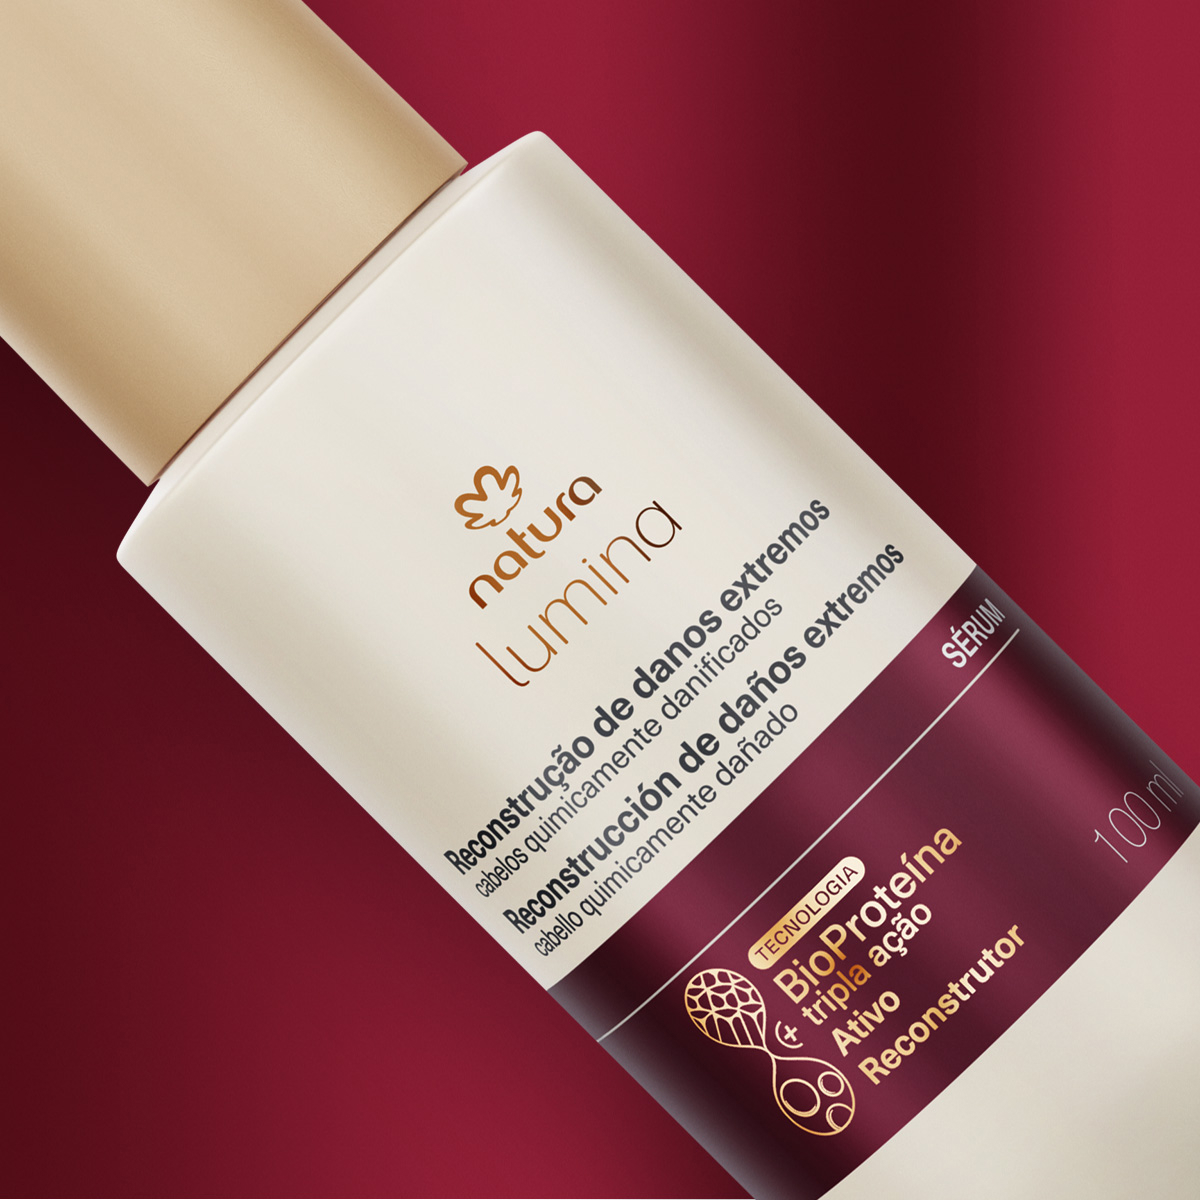 natura
lumina
Reconstrução de danos extremos
cabelos quimicamente danificados
Reconstrucción de daños extremos
cabello quimicamente dañado
SÉRUM
TECNOLOGIA
BioProteína
(+ tripla ação
Ativo
Reconstrutor
100 ml